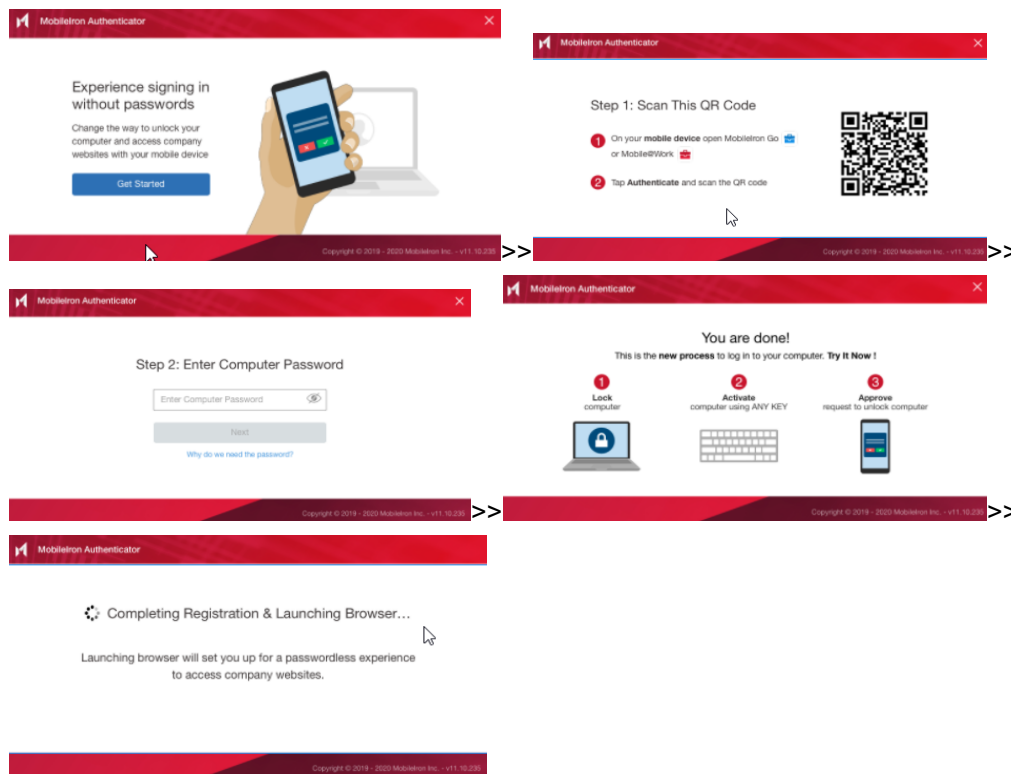 MobileIron Authenticator
Experience signing in
without passwords
Change the way to unlock your
computer and access company
websites with your mobile device
Get Started
Copyright © 2019 - 2020 MobileIron Inc. - v11.10.235
>>
MobileIron Authenticator
Step 1: Scan This QR Code
1 On your mobile device open MobileIron Go
or Mobile@Work
2 Tap Authenticate and scan the QR code
Copyright © 2019 - 2020 MobileIron Inc. - v11.10.235
>>
MobileIron Authenticator
Step 2: Enter Computer Password
Enter Computer Password
Next
Why do we need the password?
Copyright © 2019 - 2020 MobileIron Inc. - v11.10.235
>>
MobileIron Authenticator
You are done!
This is the new process to log in to your computer. Try It Now !
1 2 3
Lock Activate Approve
computer computer using ANY KEY request to unlock computer
Copyright © 2019 - 2020 MobileIron Inc. - v11.10.235
>>
MobileIron Authenticator
Completing Registration & Launching Browser...
Launching browser will set you up for a passwordless experience
to access company websites.
Copyright © 2019 - 2020 MobileIron Inc. - v11.10.235